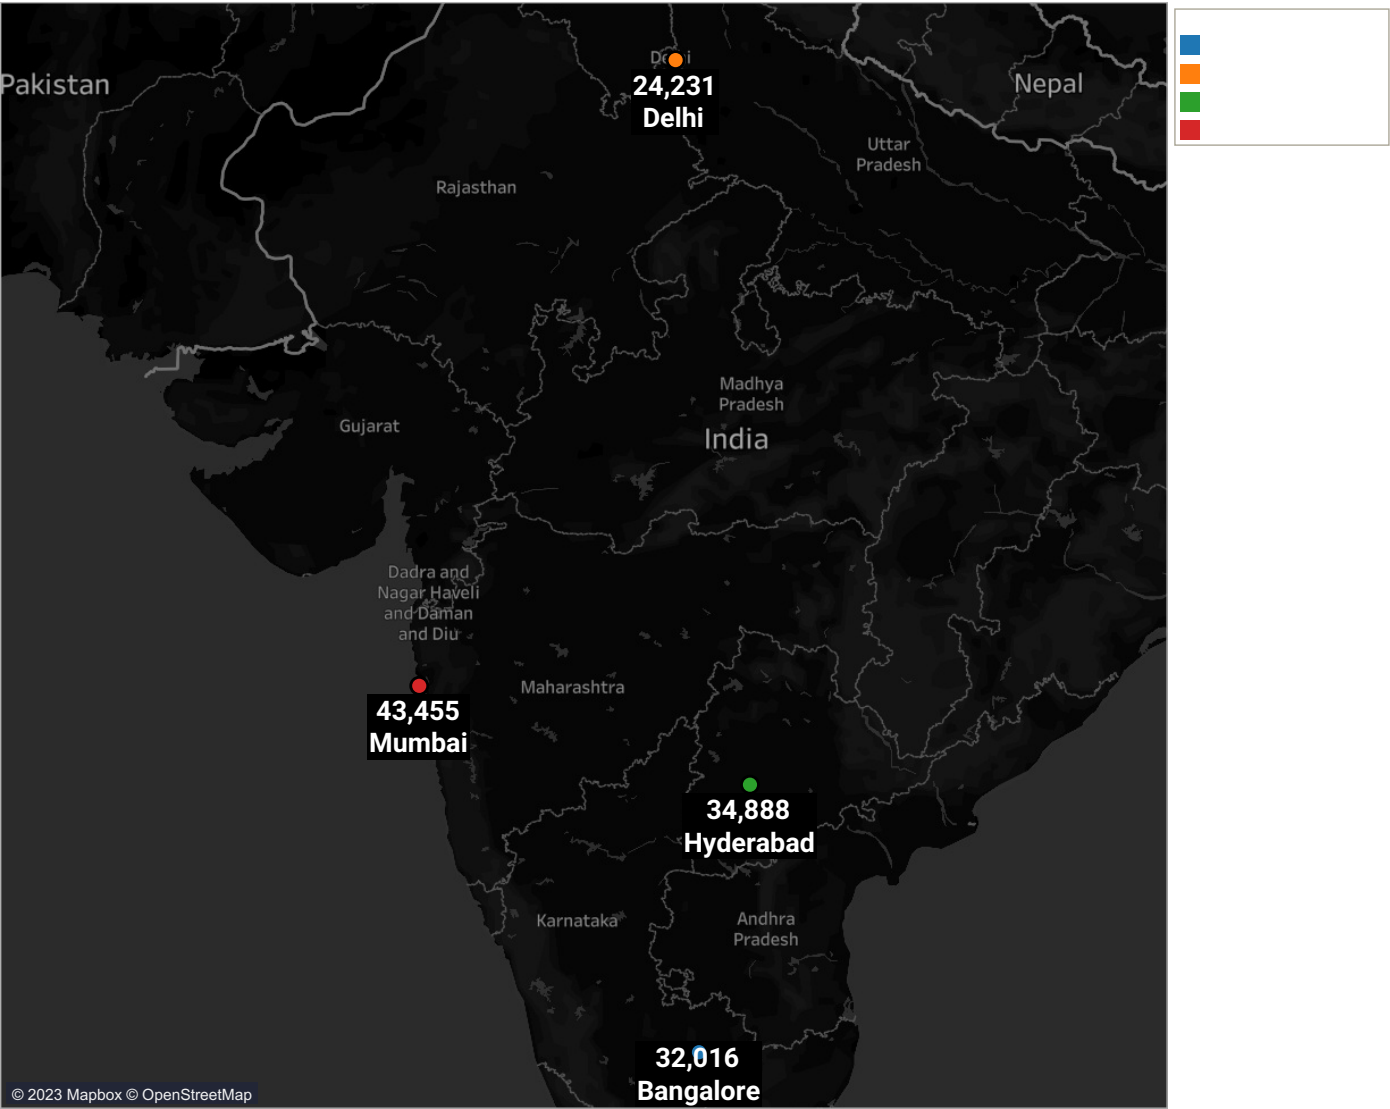 Delhi
24,231
Delhi
Pakistan
Nepal
Uttar
Pradesh
Rajasthan
Madhya
Pradesh
India
Gujarat
Dadra and
Nagar Haveli
and Daman
and Diu
Maharashtra
43,455
Mumbai
34,888
Hyderabad
Karnataka
Andhra
Pradesh
32,016
Bangalore
© 2023 Mapbox © OpenStreetMap